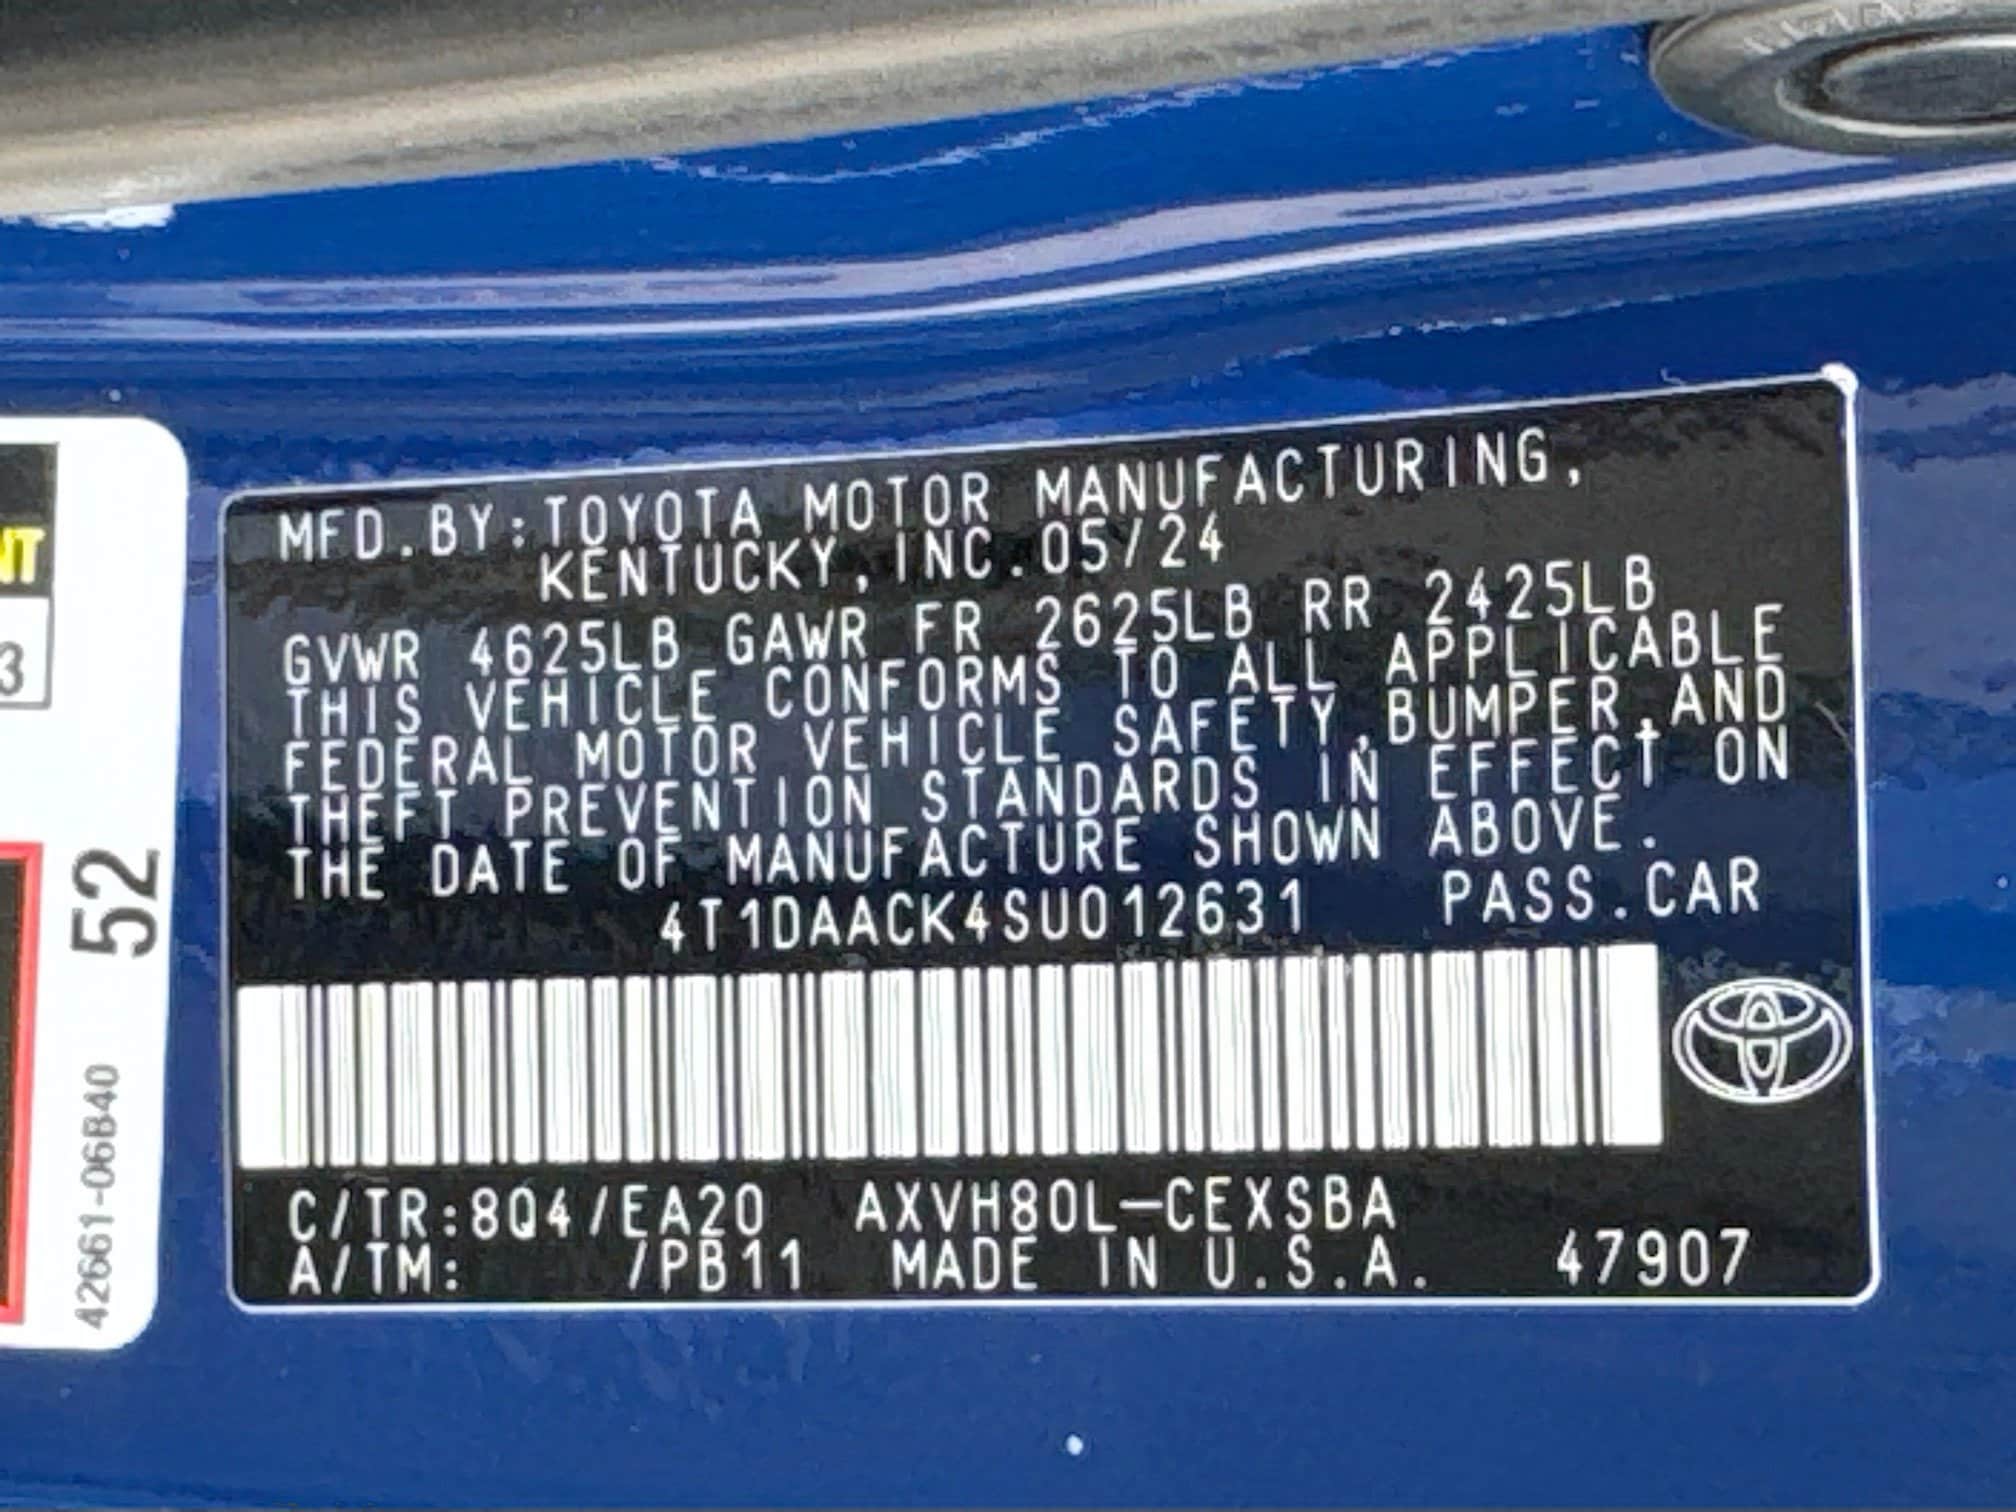 MFD.BY:TOYOTA MOTOR MANUFACTURING,
KENTUCKY,INC.05/24
GVWR 4625LB GAWR FR 2625LB RR 2425LB
THIS VEHICLE CONFORMS TO ALL APPLICABLE
FEDERAL MOTOR VEHICLE SAFETY,BUMPER,AND
THEFT PREVENTION STANDARDS IN EFFECT ON
THE DATE OF MANUFACTURE SHOWN ABOVE.
4T1DAACK4SU012631 PASS.CAR
C/TR:8Q4/EA20 AXVH80L-CEXSBA
A/TM: /PB11 MADE IN U.S.A. 47907
NT
3
52
42661-06B40